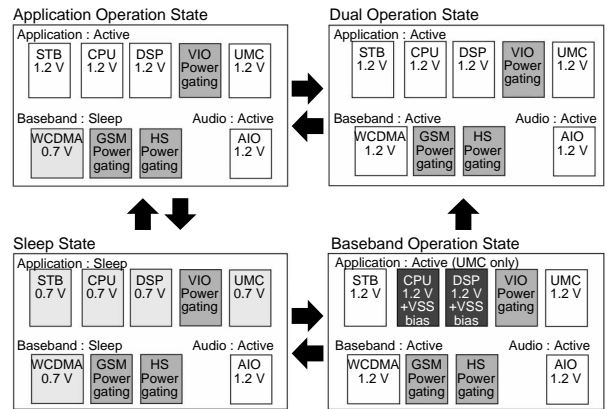 Application Operation State
Application : Active
STB
1.2 V
CPU
1.2 V
DSP
1.2 V
VIO
Power
gating
UMC
1.2 V
Baseband : Sleep
Audio : Active
WCDMA
0.7 V
GSM
Power
gating
HS
Power
gating
AIO
1.2 V
Dual Operation State
Application : Active
STB
1.2 V
CPU
1.2 V
DSP
1.2 V
VIO
Power
gating
UMC
1.2 V
Baseband : Active
Audio : Active
WCDMA
1.2 V
GSM
Power
gating
HS
Power
gating
AIO
1.2 V
Sleep State
Application : Sleep
STB
0.7 V
CPU
0.7 V
DSP
0.7 V
VIO
Power
gating
UMC
0.7 V
Baseband : Sleep
Audio : Active
WCDMA
0.7 V
GSM
Power
gating
HS
Power
gating
AIO
1.2 V
Baseband Operation State
Application : Active (UMC only)
STB
1.2 V
CPU
1.2 V
+VSS
bias
DSP
1.2 V
+VSS
bias
VIO
Power
gating
UMC
1.2 V
Baseband : Active
Audio : Active
WCDMA
1.2 V
GSM
Power
gating
HS
Power
gating
AIO
1.2 V